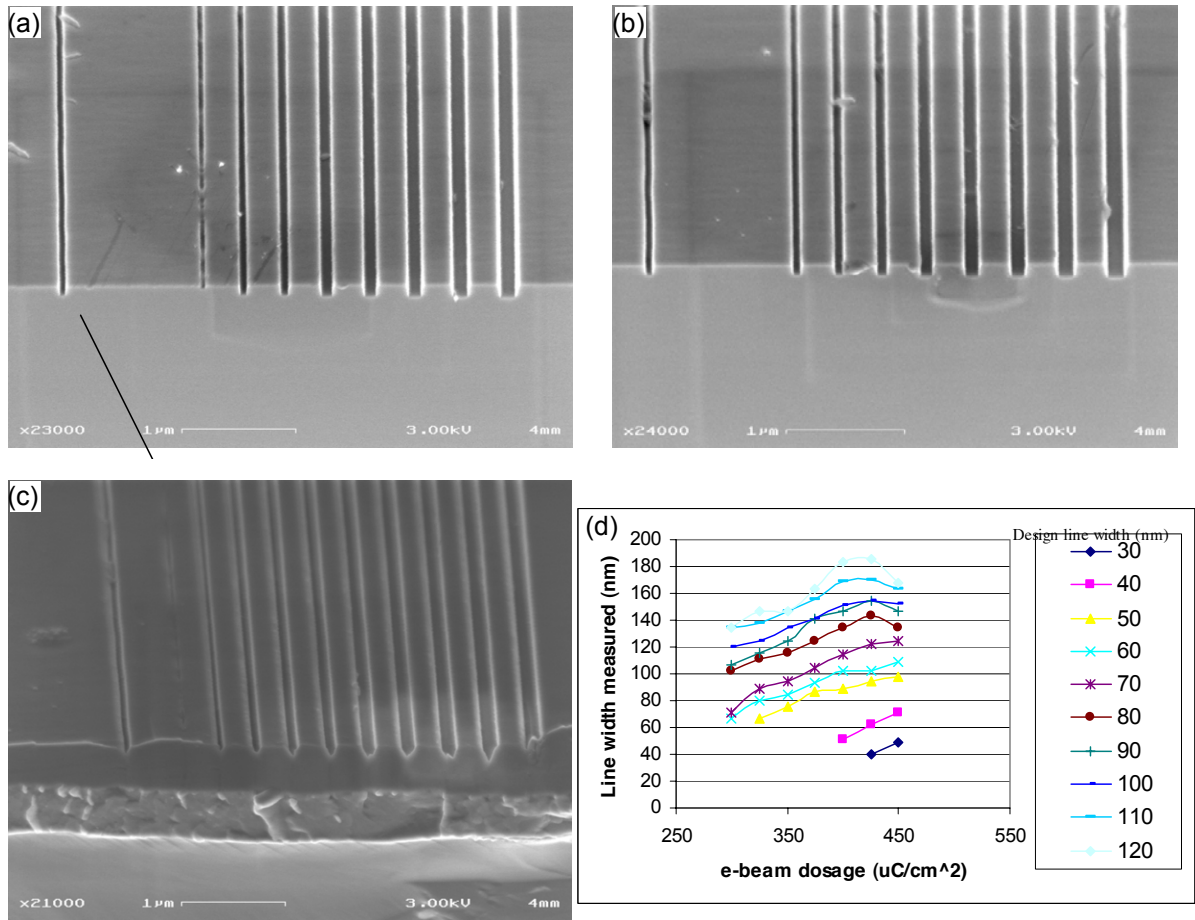 (a)
x23000 1µm 3.00kV 4mm
(b)
x24000 1µm 3.00kV 4mm
(c)
x21000 1µm 3.00kV 4mm
(d)
Line width measured (nm)
200
180
160
140
120
100
80
60
40
20
0
250 350 450 550
e-beam dosage (uC/cm^2)
Design line width (nm)
30
40
50
60
70
80
90
100
110
120